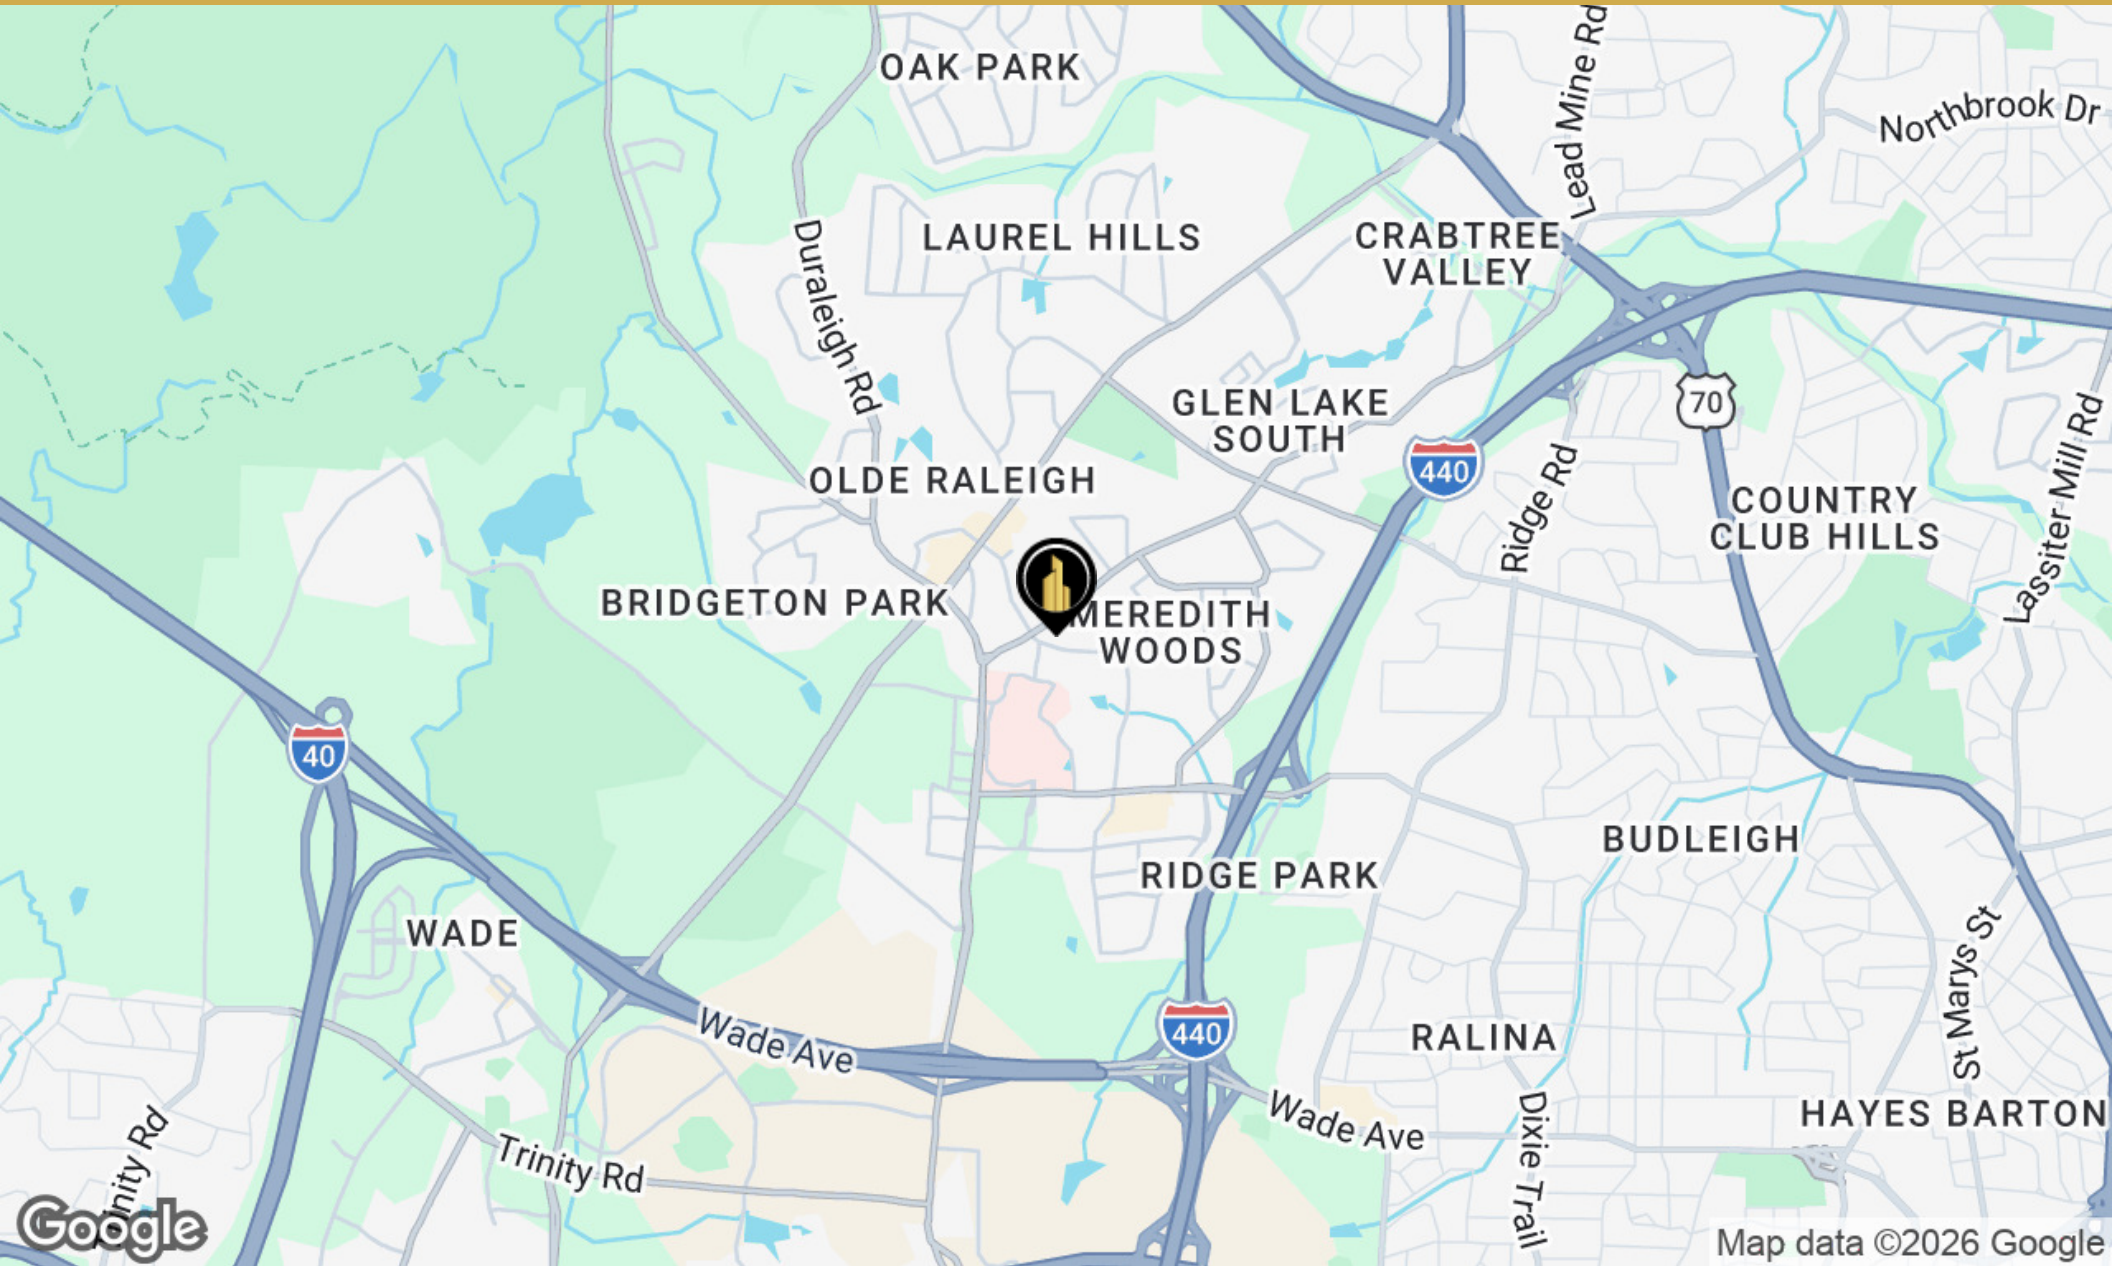 OAK PARK
Lead Mine Rd
Northbrook Dr
LAUREL HILLS
CRABTREE
VALLEY
Duraleigh Rd
GLEN LAKE
SOUTH
70
440
OLDE RALEIGH
Ridge Rd
COUNTRY
CLUB HILLS
Lassiter Mill Rd
BRIDGETON PARK
MEREDITH
WOODS
40
BUDLEIGH
RIDGE PARK
WADE
St Marys St
Wade Ave
440
RALINA
Wade Ave
Dixie Trail
HAYES BARTON
Trinity Rd
Trinity Rd
Google
Map data ©2026 Google